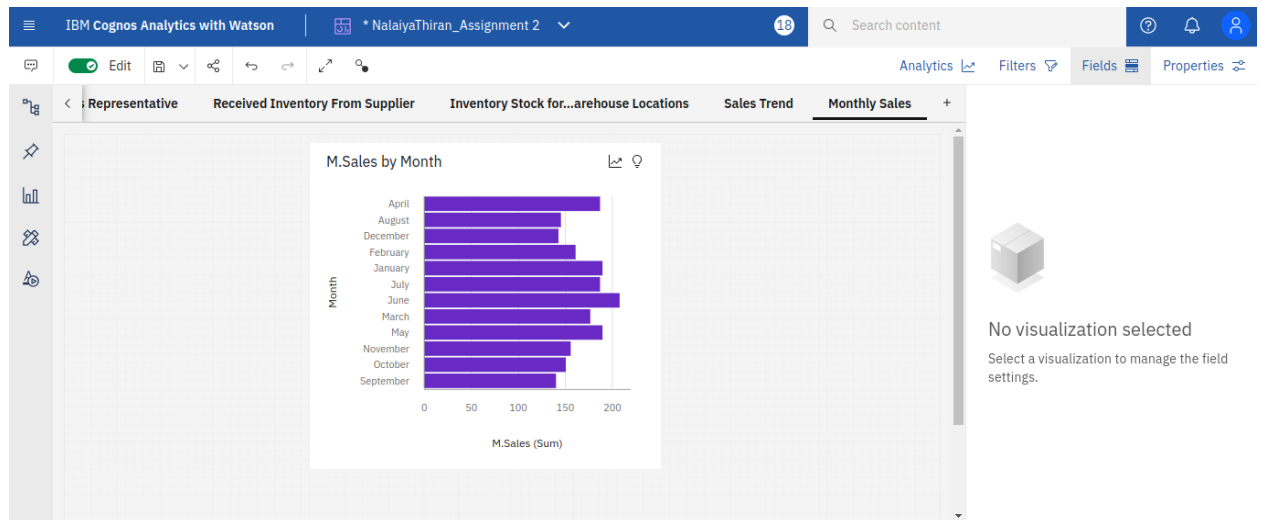 IBM Cognos Analytics with Watson
* NalaiyaThiran_Assignment 2
18
Search content
Edit
Analytics
Filters
Fields
Properties
Representative
Received Inventory From Supplier
Inventory Stock for...arehouse Locations
Sales Trend
Monthly Sales
+
M.Sales by Month
April
August
December
February
January
July
June
March
May
November
October
September
Month
0 50 100 150 200
M.Sales (Sum)
No visualization selected
Select a visualization to manage the field
settings.